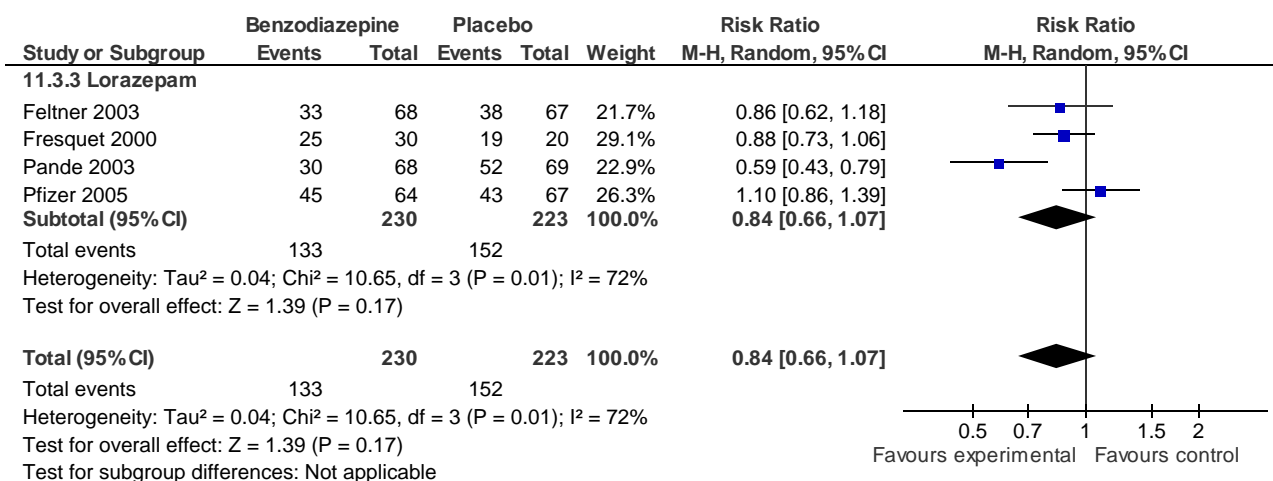 Benzodiazepine Placebo Risk Ratio Risk Ratio
Study or Subgroup Events Total Events Total Weight M-H, Random, 95% CI M-H, Random, 95% CI
11.3.3 Lorazepam
Feltner 2003 33 68 38 67 21.7% 0.86 [0.62, 1.18]
Fresquet 2000 25 30 19 20 29.1% 0.88 [0.73, 1.06]
Pande 2003 30 68 52 69 22.9% 0.59 [0.43, 0.79]
Pfizer 2005 45 64 43 67 26.3% 1.10 [0.86, 1.39]
Subtotal (95% CI) 230 223 100.0% 0.84 [0.66, 1.07]
Total events 133 152
Heterogeneity: Tau² = 0.04; Chi² = 10.65, df = 3 (P = 0.01); I² = 72%
Test for overall effect: Z = 1.39 (P = 0.17)
Total (95% CI) 230 223 100.0% 0.84 [0.66, 1.07]
Total events 133 152
Heterogeneity: Tau² = 0.04; Chi² = 10.65, df = 3 (P = 0.01); I² = 72%
Test for overall effect: Z = 1.39 (P = 0.17)
Test for subgroup differences: Not applicable
0.5 0.7 1 1.5 2
Favours experimental Favours control